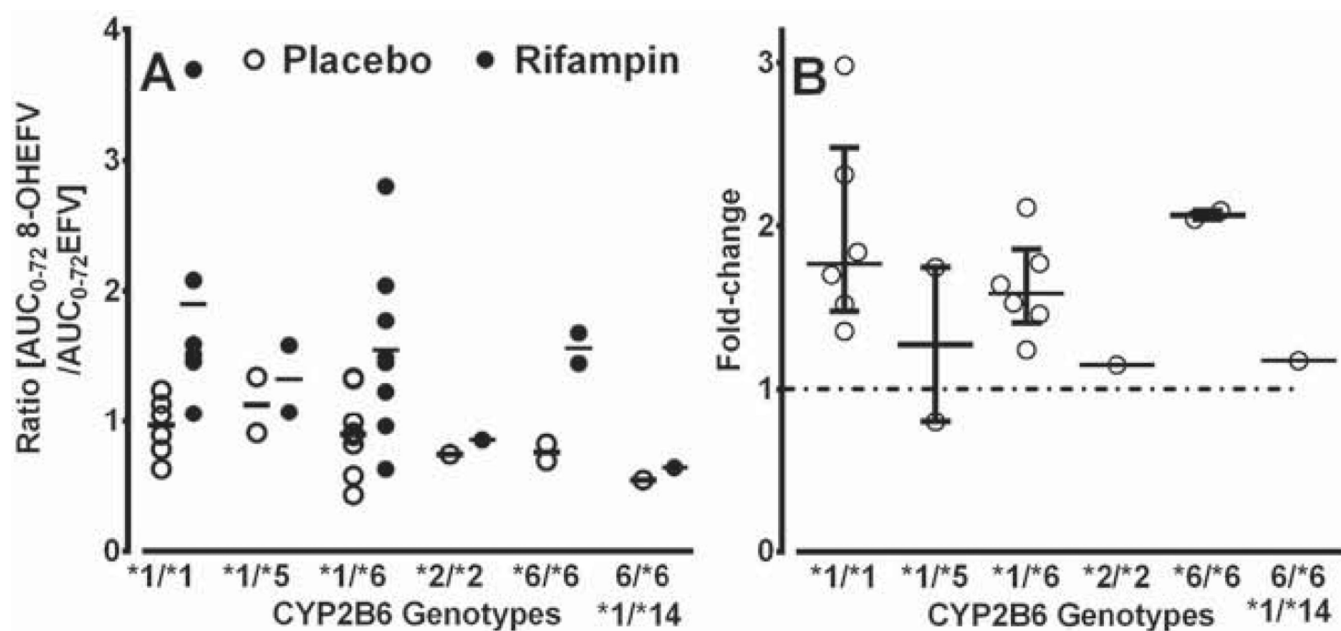 A
Placebo
Rifampin
Ratio [AUC0-72 8-OHEFV
/AUC0-72EFV]
4
3
2
1
0
*1/*1 *1/*5 *1/*6 *2/*2 *6/*6 6/*6
*1/*14
CYP2B6 Genotypes
B
Fold-change
3
2
1
0
*1/*1 *1/*5 *1/*6 *2/*2 *6/*6 6/*6
*1/*14
CYP2B6 Genotypes